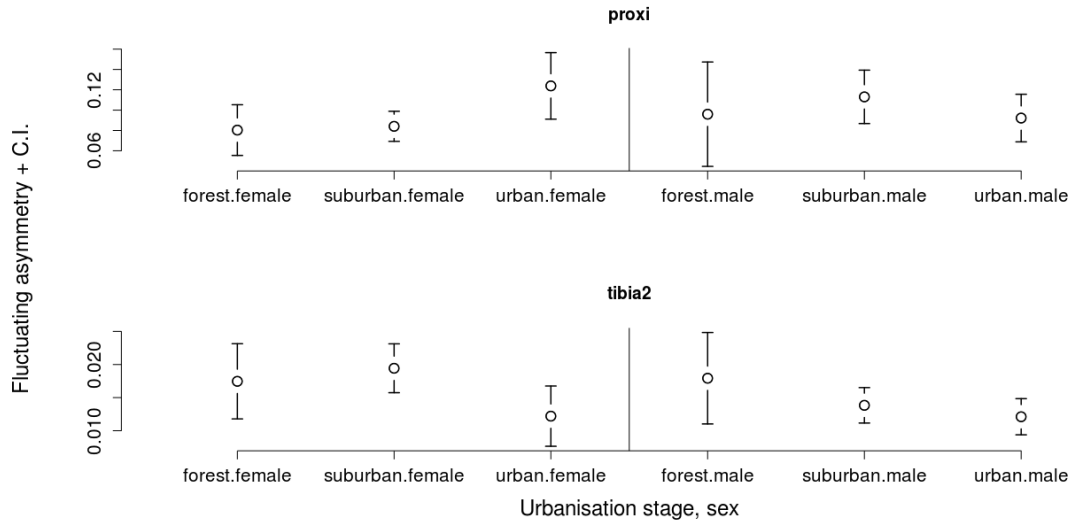 proxi
0.12
0.06
forest.female suburban.female urban.female forest.male suburban.male urban.male
Fluctuating asymmetry + C.I.
tibia2
0.020
0.010
forest.female suburban.female urban.female forest.male suburban.male urban.male
Urbanisation stage, sex